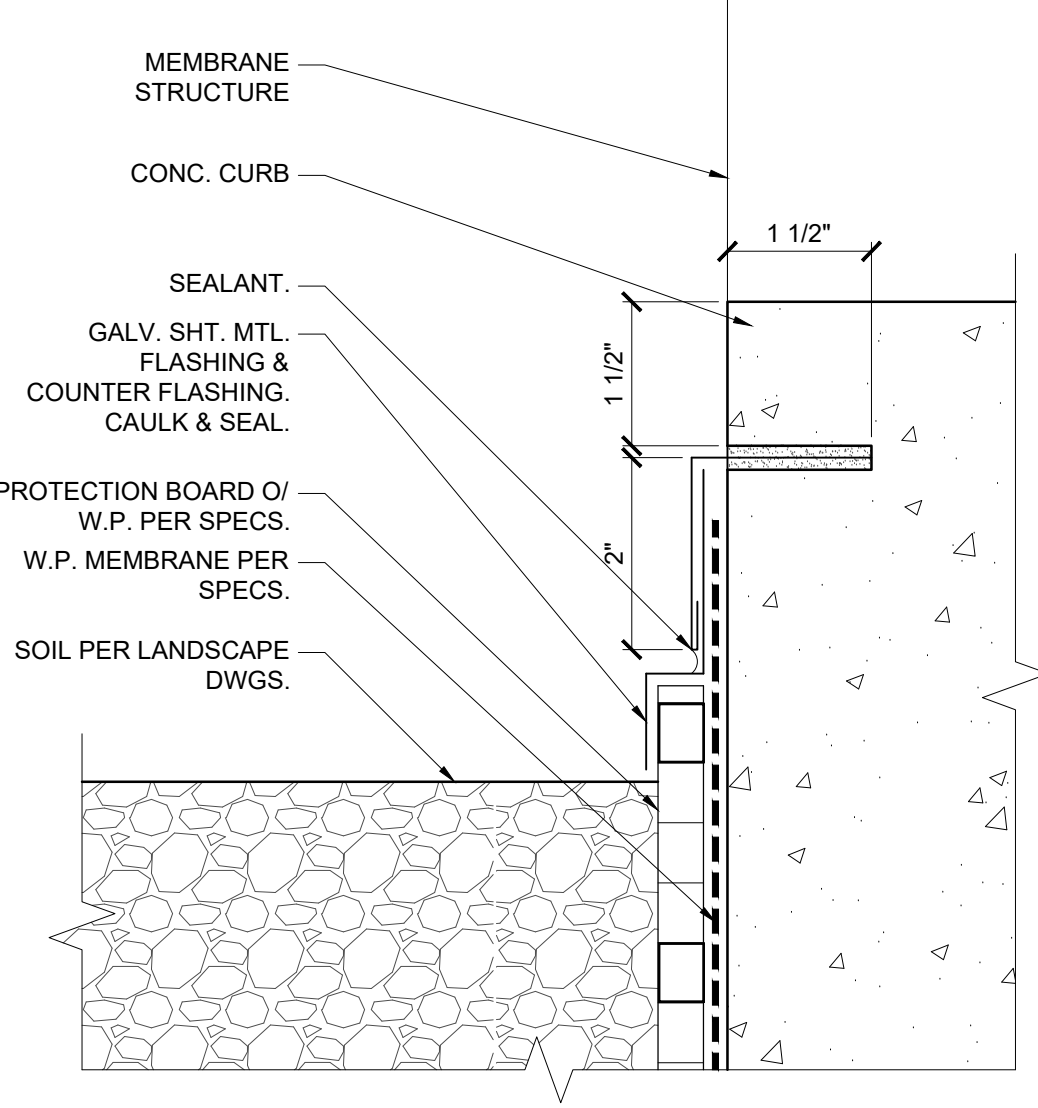 MEMBRANE
STRUCTURE
CONC. CURB
SEALANT.
GALV. SHT. MTL.
FLASHING &
COUNTER FLASHING.
CAULK & SEAL.
PROTECTION BOARD O/
W.P. PER SPECS.
W.P. MEMBRANE PER
SPECS.
SOIL PER LANDSCAPE
DWGS.
1 1/2"
1 1/2"
2"